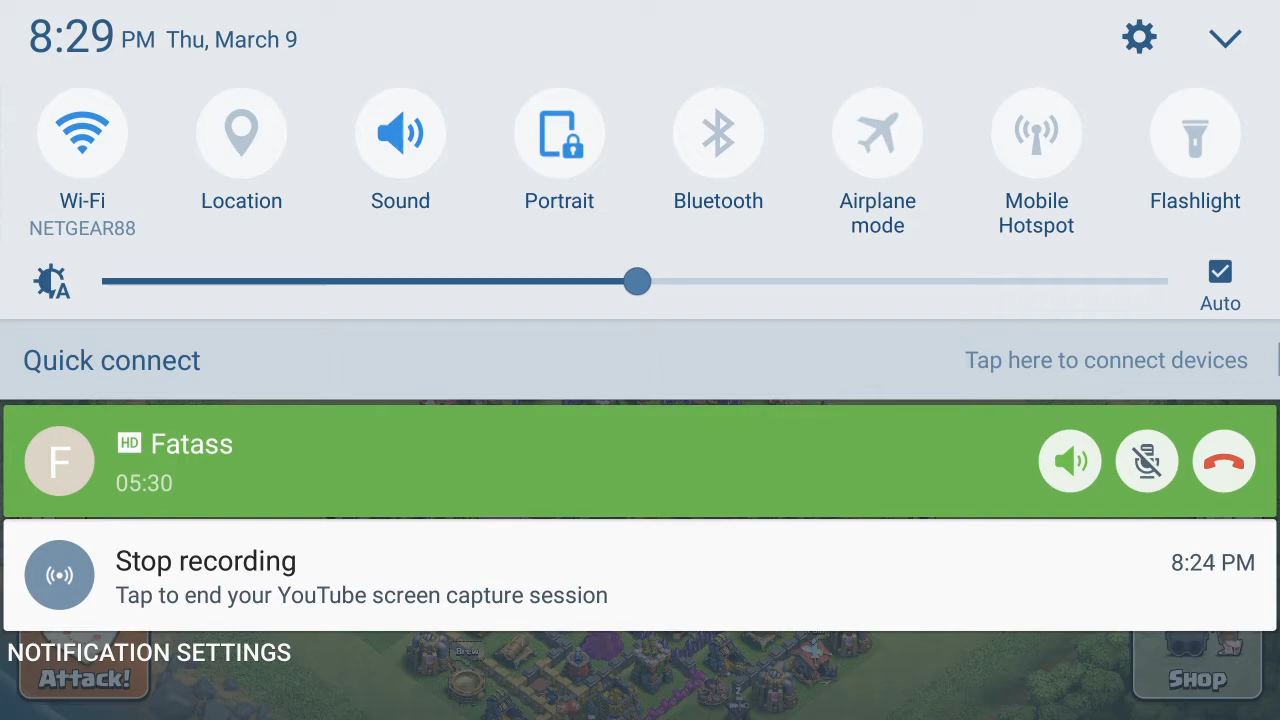 8:29 PM Thu, March 9
Wi-Fi
NETGEAR88
Location
Sound
Portrait
Bluetooth
Airplane
mode
Mobile
Hotspot
Flashlight
A
Auto
Quick connect
Tap here to connect devices
F
HD Fatass
05:30
Stop recording
8:24 PM
Tap to end your YouTube screen capture session
NOTIFICATION SETTINGS
Brew
Attack!
Shop